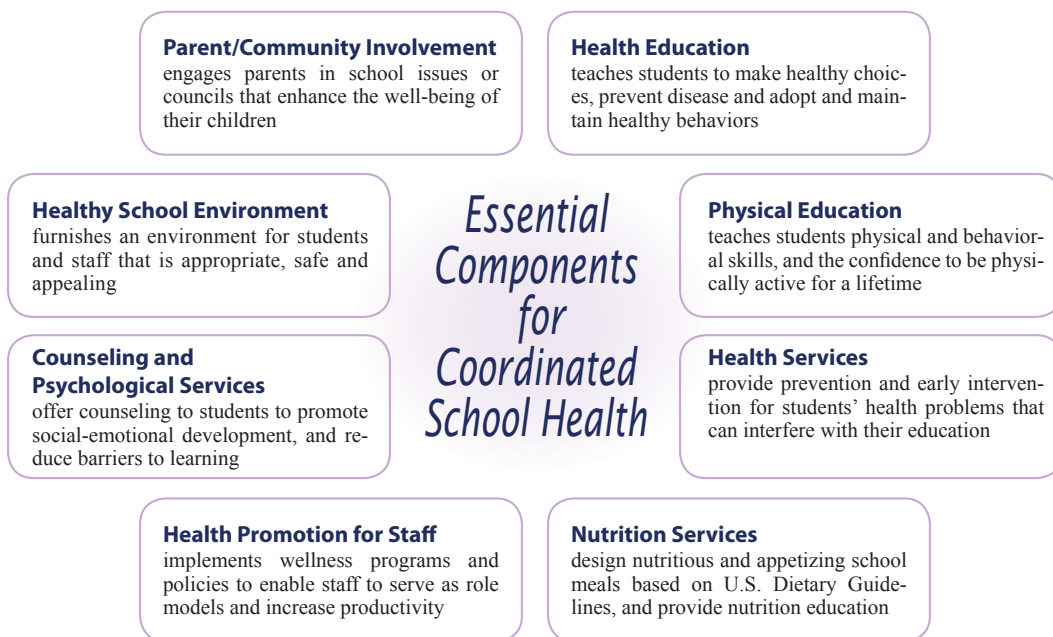 Parent/Community Involvement
engages parents in school issues or
councils that enhance the well-being of
their children
Health Education
teaches students to make healthy choic-
es, prevent disease and adopt and main-
tain healthy behaviors
Healthy School Environment
furnishes an environment for students
and staff that is appropriate, safe and
appealing
Essential
Components
for
Coordinated
School Health
Physical Education
teaches students physical and behavior-
al skills, and the confidence to be physi-
cally active for a lifetime
Counseling and
Psychological Services
offer counseling to students to promote
social-emotional development, and re-
duce barriers to learning
Health Services
provide prevention and early interven-
tion for students’ health problems that
can interfere with their education
Health Promotion for Staff
implements wellness programs and
policies to enable staff to serve as role
models and increase productivity
Nutrition Services
design nutritious and appetizing school
meals based on U.S. Dietary Guide-
lines, and provide nutrition education